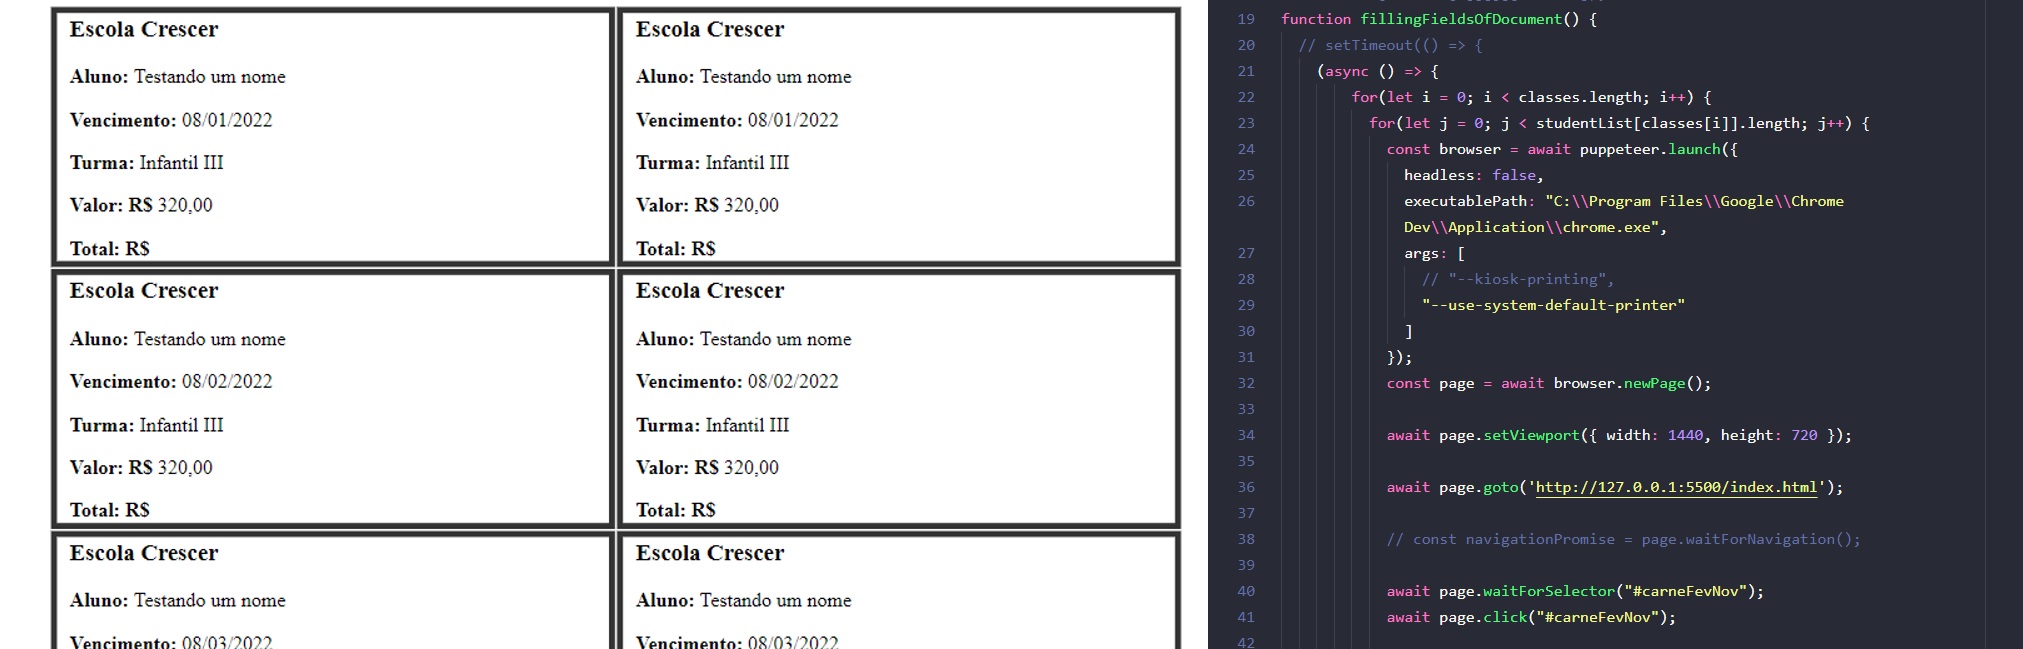 Escola Crescer
Aluno: Testando um nome
Vencimento: 08/01/2022
Turma: Infantil III
Valor: R$ 320,00
Total: R$
Escola Crescer
Aluno: Testando um nome
Vencimento: 08/01/2022
Turma: Infantil III
Valor: R$ 320,00
Total: R$
Escola Crescer
Aluno: Testando um nome
Vencimento: 08/02/2022
Turma: Infantil III
Valor: R$ 320,00
Total: R$
Escola Crescer
Aluno: Testando um nome
Vencimento: 08/02/2022
Turma: Infantil III
Valor: R$ 320,00
Total: R$
Escola Crescer
Aluno: Testando um nome
Vencimento: 08/03/2022
Escola Crescer
Aluno: Testando um nome
Vencimento: 08/03/2022
19 function fillingFieldsOfDocument() {
20 // setTimeout(() => {
21 (async () => {
22 for(let i = 0; i < classes.length; i++) {
23 for(let j = 0; j < studentList[classes[i]].length; j++) {
24 const browser = await puppeteer.launch({
25 headless: false,
26 executablePath: "C:\\Program Files\\Google\\Chrome
Dev\\Application\\chrome.exe",
27 args: [
28 // "--kiosk-printing",
29 "--use-system-default-printer"
30 ]
31 });
32 const page = await browser.newPage();
33
34 await page.setViewport({ width: 1440, height: 720 });
35
36 await page.goto('http://127.0.0.1:5500/index.html');
37
38 // const navigationPromise = page.waitForNavigation();
39
40 await page.waitForSelector("#carneFevNov");
41 await page.click("#carneFevNov");
42